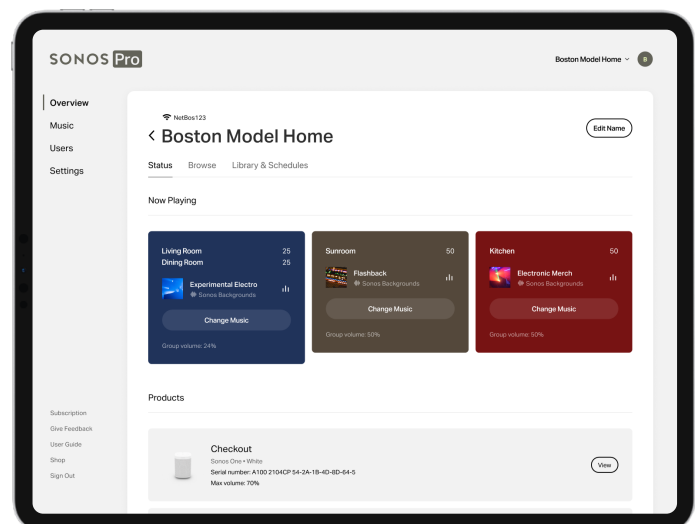 SONOS Pro
Boston Model Home
B
Overview
Music
Users
Settings
NetBos123
Boston Model Home
Edit Name
Status Browse Library & Schedules
Now Playing
Living Room 25
Dining Room 25
Experimental Electro
Sonos Backgrounds
Change Music
Group volume: 24%
Sunroom 50
Flashback
Sonos Backgrounds
Change Music
Group volume: 50%
Kitchen 50
Electronic Merch
Sonos Backgrounds
Change Music
Group volume: 50%
Products
Checkout
Sonos One • White
Serial number: A100 2104CP 54-2A-1B-4D-8D-64-5
Max volume: 70%
View
Subscription
Give Feedback
User Guide
Shop
Sign Out